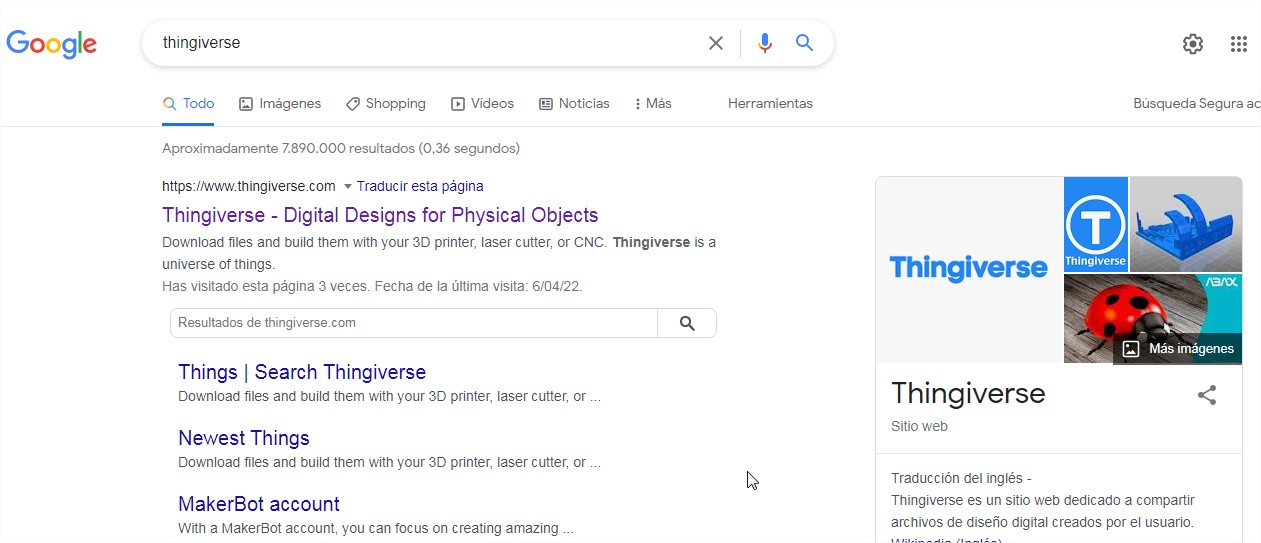 Google
thingiverse
Todo
Imágenes
Shopping
Videos
Noticias
Más
Herramientas
Búsqueda Segura ac
Aproximadamente 7.890.000 resultados (0,36 segundos)
https://www.thingiverse.com Traducir esta página
Thingiverse - Digital Designs for Physical Objects
Download files and build them with your 3D printer, laser cutter, or CNC. Thingiverse is a
universe of things.
Has visitado esta página 3 veces. Fecha de la última visita: 6/04/22.
Resultados de thingiverse.com
Things | Search Thingiverse
Download files and build them with your 3D printer, laser cutter, or ...
Newest Things
Download files and build them with your 3D printer, laser cutter, or ...
MakerBot account
With a MakerBot account, you can focus on creating amazing ...
Thingiverse
T
Thingiverse
ABAX
Más imágenes
Thingiverse
Sitio web
Traducción del inglés -
Thingiverse es un sitio web dedicado a compartir
archivos de diseño digital creados por el usuario.
Wikipedia (Inglés)